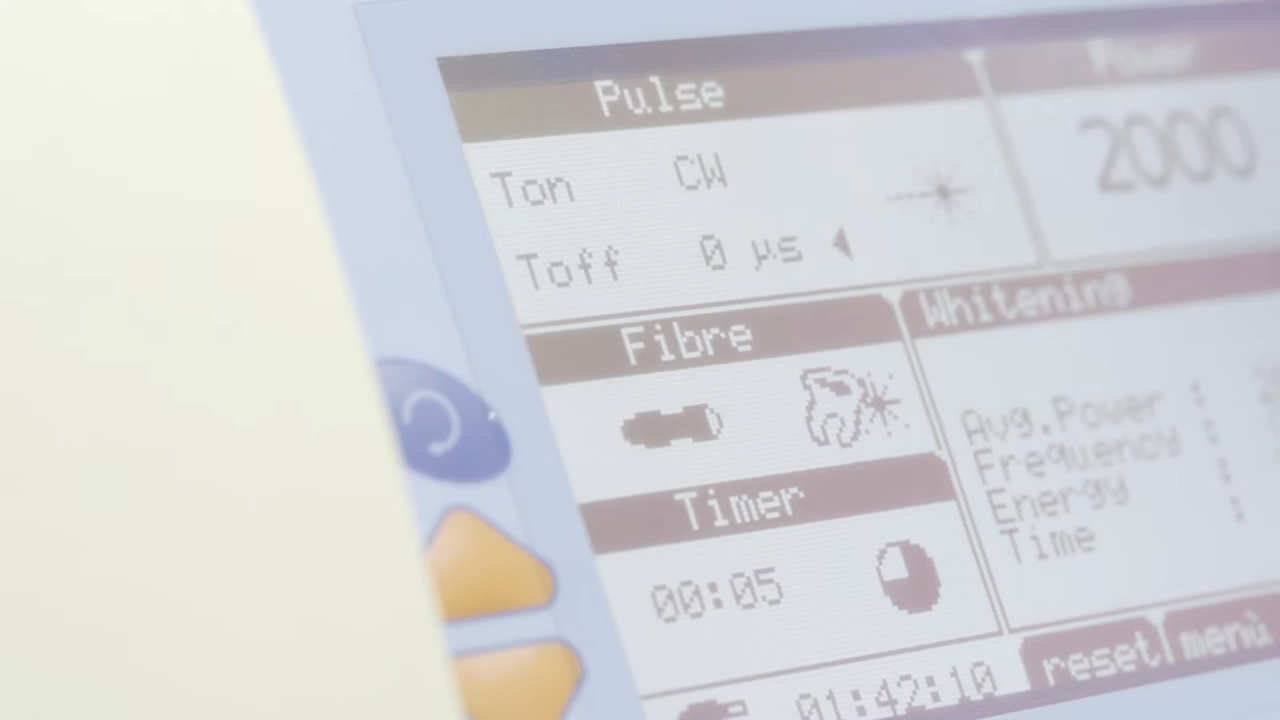 Pulse
Power
Ton CW
2000
Toff 0 µs
Fibre
Whitening
Avg.Power :
Frequency :
Energy :
Time
Timer
00:05
reset
menù
01:42:10